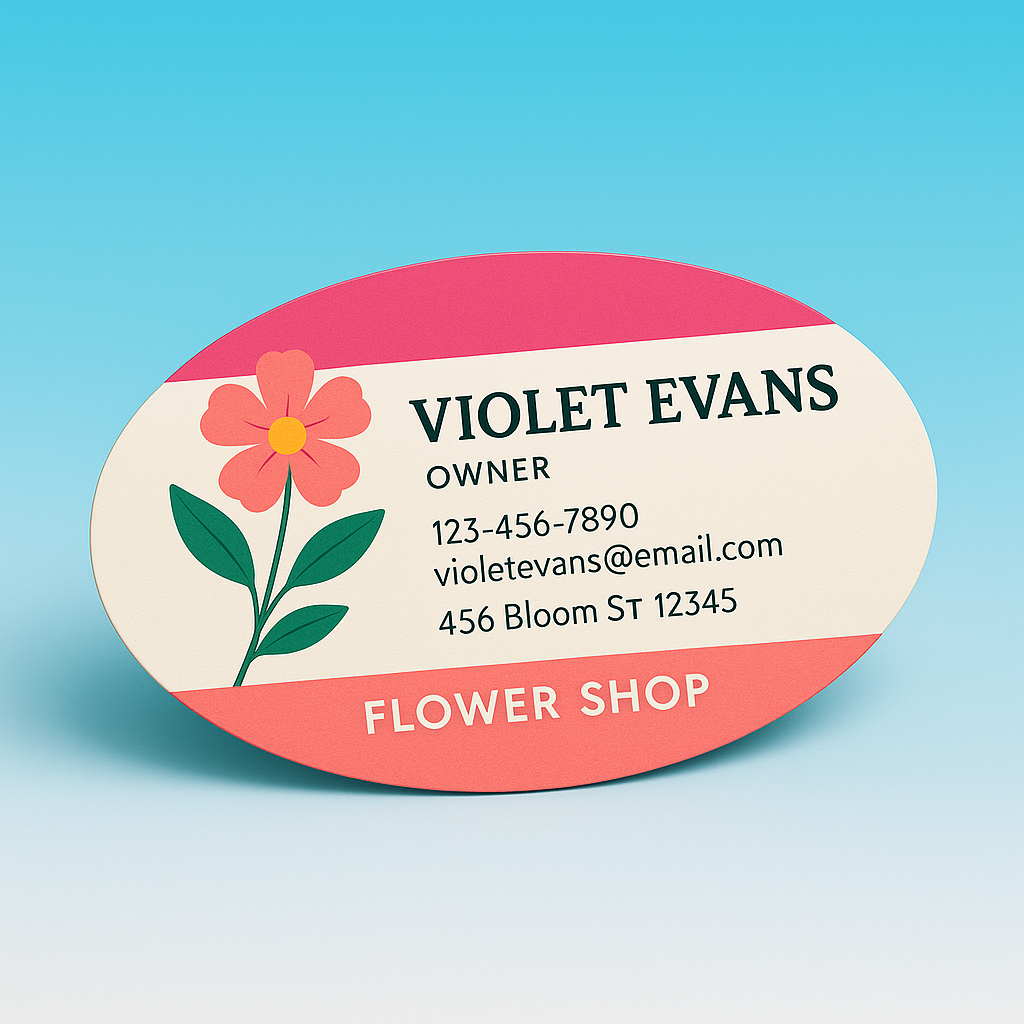 VIOLET EVANS
OWNER
123-456-7890
violetevans@email.com
456 Bloom ST 12345
FLOWER SHOP